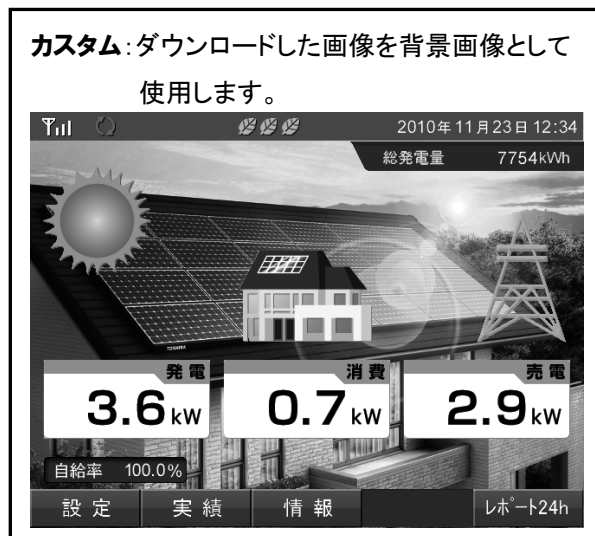 カスタム：ダウンロードした画像を背景画像として
使用します。
2010年11月23日 12:34
総発電量 7754kWh
TOSHIBA
発電 消費 売電
3.6kW 0.7kW 2.9kW
自給率 100.0%
設定 実績 情報 ﾚﾎﾟｰﾄ24h